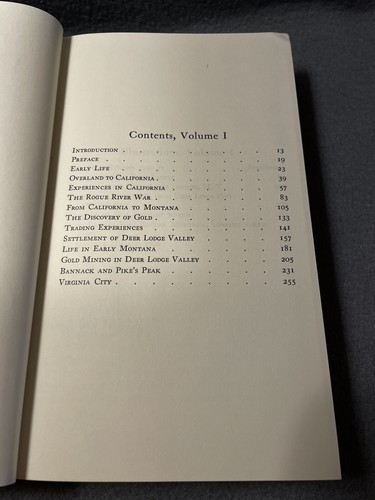 Contents, Volume I
Introduction . . . . . . . . . 13
Preface . . . . . . . . . . 19
Early Life . . . . . . . . . 23
Overland to California . . . . . . . 39
Experiences in California . . . . . . 57
The Rogue River War . . . . . . . 83
From California to Montana . . . . . 105
The Discovery of Gold . . . . . . . 133
Trading Experiences . . . . . . . 141
Settlement of Deer Lodge Valley . . . . 157
Life in Early Montana . . . . . . . 181
Gold Mining in Deer Lodge Valley . . . . 205
Bannack and Pike's Peak . . . . . . 231
Virginia City . . . . . . . . . 255